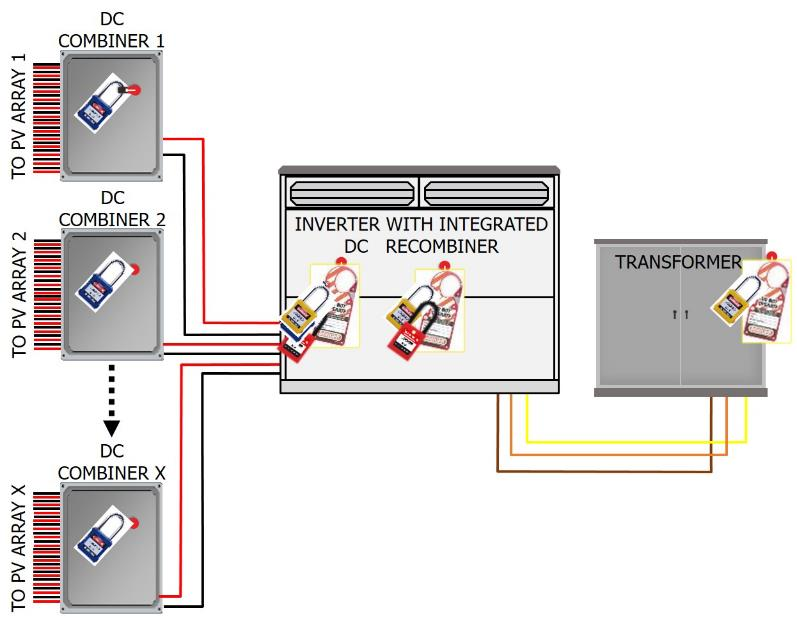 DC
COMBINER 1
TO PV ARRAY 1
DC
COMBINER 2
TO PV ARRAY 2
DC
COMBINER X
TO PV ARRAY X
INVERTER WITH INTEGRATED
DC RECOMBINER
TRANSFORMER